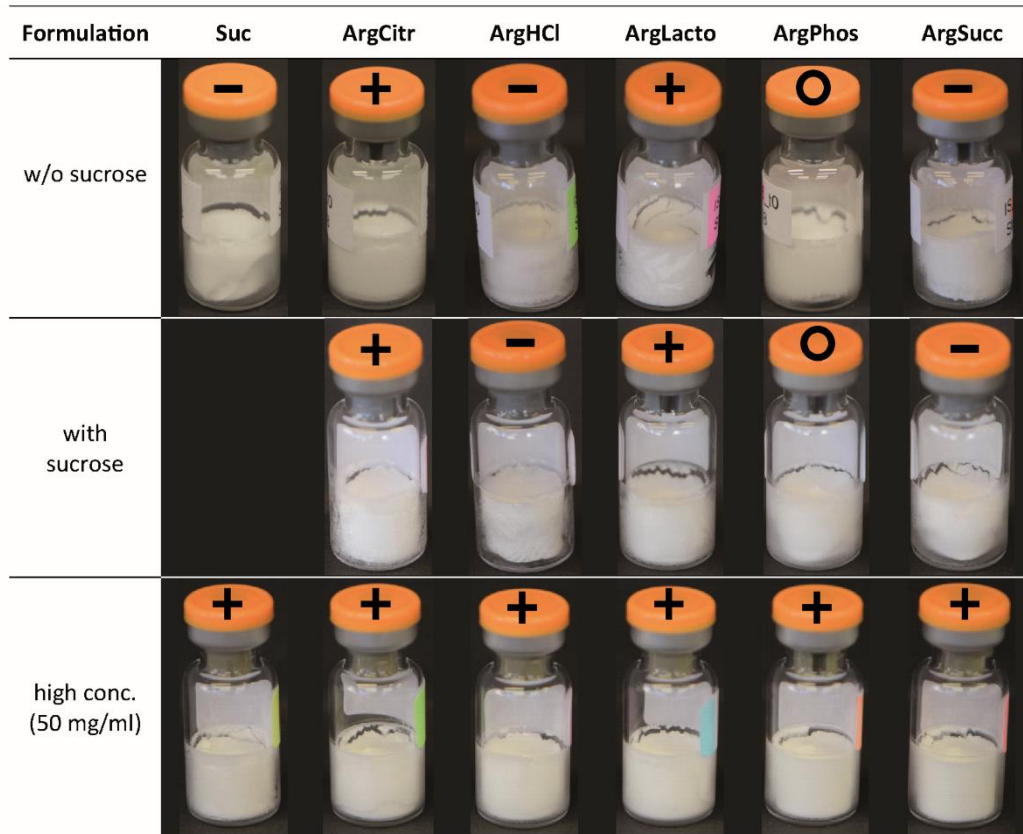 Formulation Suc ArgCitr ArgHCl ArgLacto ArgPhos ArgSucc
− + − + O −
w/o sucrose
+ − + O −
with
sucrose
+ + + + + +
high conc.
(50 mg/ml)